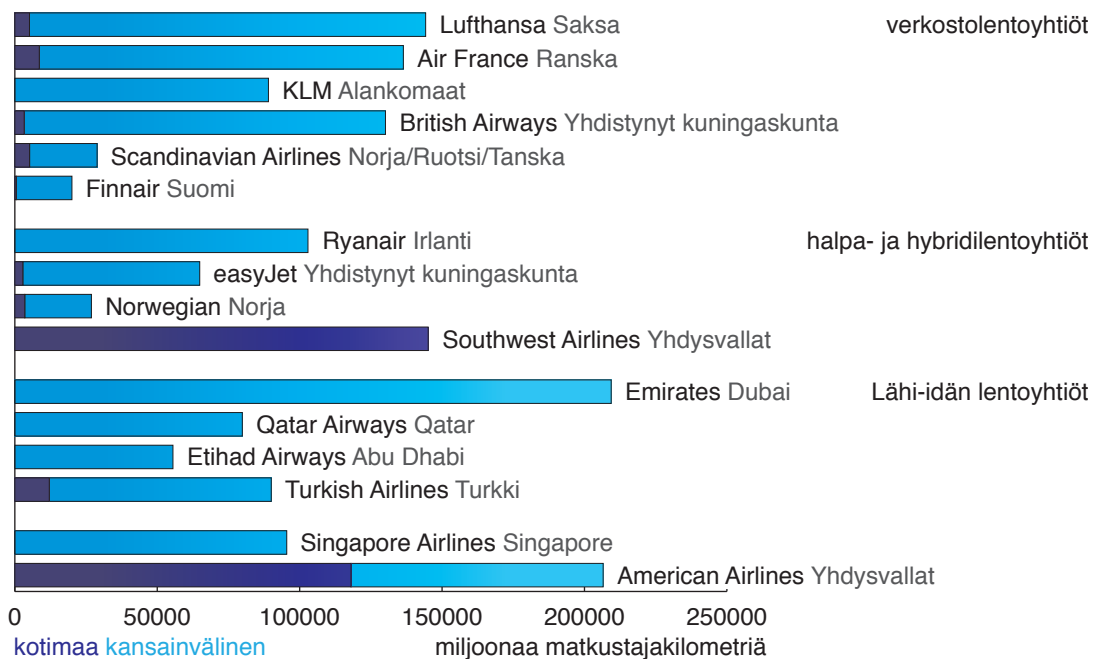 Lufthansa Saksa verkostolentoyhtiöt
Air France Ranska
KLM Alankomaat
British Airways Yhdistynyt kuningaskunta
Scandinavian Airlines Norja/Ruotsi/Tanska
Finnair Suomi
Ryanair Irlanti halpa- ja hybridilentoyhtiöt
easyJet Yhdistynyt kuningaskunta
Norwegian Norja
Southwest Airlines Yhdysvallat
Emirates Dubai Lähi-idän lentoyhtiöt
Qatar Airways Qatar
Etihad Airways Abu Dhabi
Turkish Airlines Turkki
Singapore Airlines Singapore
American Airlines Yhdysvallat
0 50000 100000 150000 200000 250000
kotimaa kansainvälinen miljoonaa matkustajakilometriä